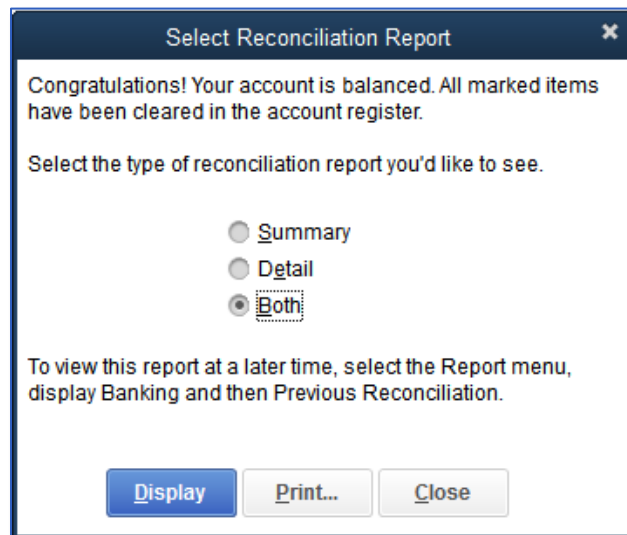 Select Reconciliation Report
Congratulations! Your account is balanced. All marked items
have been cleared in the account register.
Select the type of reconciliation report you'd like to see.
Summary
Detail
Both
To view this report at a later time, select the Report menu,
display Banking and then Previous Reconciliation.
Display Print... Close